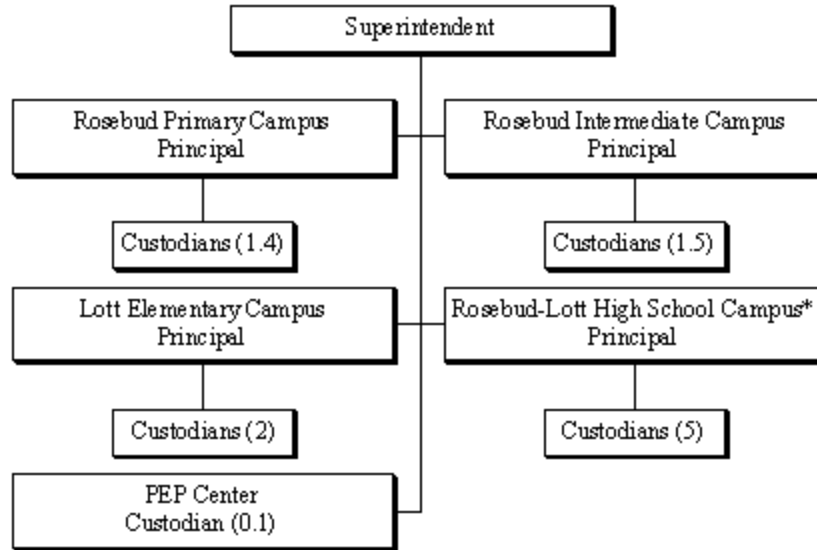 Superintendent
Rosebud Primary Campus
Principal
Rosebud Intermediate Campus
Principal
Custodians (1.4)
Custodians (1.5)
Lott Elementary Campus
Principal
Rosebud-Lott High School Campus*
Principal
Custodians (2)
Custodians (5)
PEP Center
Custodian (0.1)